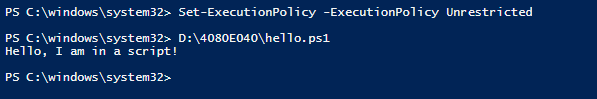 PS C:\windows\system32> Set-ExecutionPolicy -ExecutionPolicy Unrestricted
PS C:\windows\system32> D:\4080E040\hello.ps1
Hello, I am in a script!
PS C:\windows\system32>